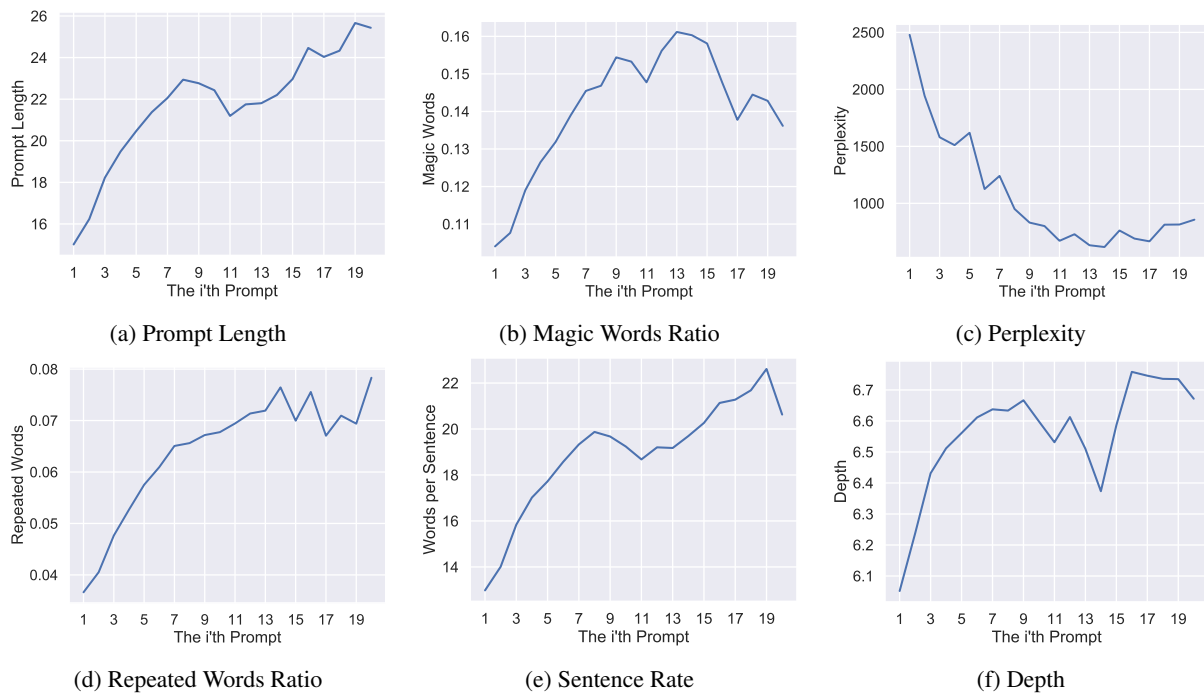 26
24
22
20
18
16
Prompt Length
1 3 5 7 9 11 13 15 17 19
The i'th Prompt
(a) Prompt Length
0.16
0.15
0.14
0.13
0.12
0.11
Magic Words
1 3 5 7 9 11 13 15 17 19
The i'th Prompt
(b) Magic Words Ratio
2500
2000
1500
1000
Perplexity
1 3 5 7 9 11 13 15 17 19
The i'th Prompt
(c) Perplexity
0.08
0.07
0.06
0.05
0.04
Repeated Words
1 3 5 7 9 11 13 15 17 19
The i'th Prompt
(d) Repeated Words Ratio
22
20
18
16
14
Words per Sentence
1 3 5 7 9 11 13 15 17 19
The i'th Prompt
(e) Sentence Rate
6.7
6.6
6.5
6.4
6.3
6.2
6.1
Depth
1 3 5 7 9 11 13 15 17 19
The i'th Prompt
(f) Depth